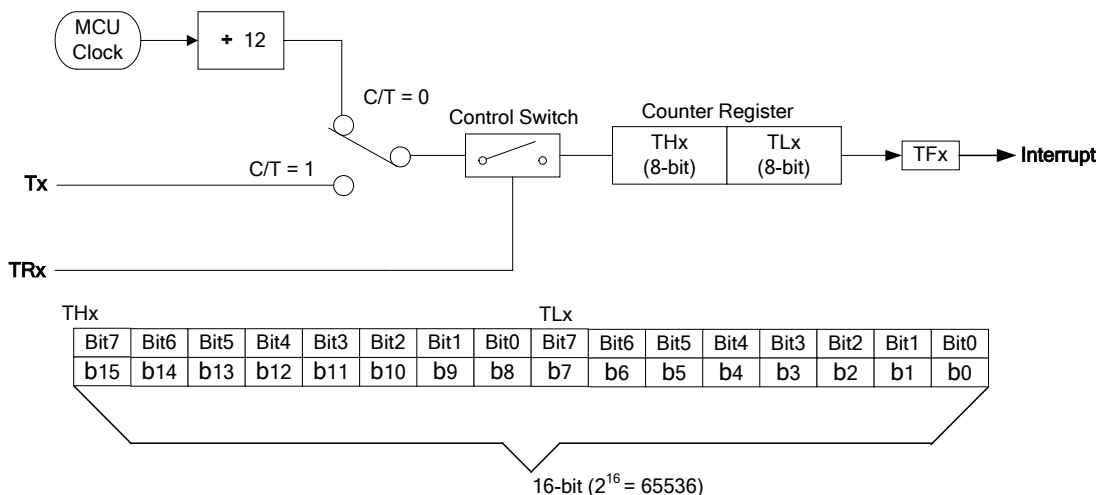 MCU
Clock
÷ 12
C/T = 0
Control Switch
Counter Register
THx
(8-bit)
TLx
(8-bit)
TFx
Interrupt
C/T = 1
Tx
TRx
THx
TLx
Bit7 Bit6 Bit5 Bit4 Bit3 Bit2 Bit1 Bit0 Bit7 Bit6 Bit5 Bit4 Bit3 Bit2 Bit1 Bit0
b15 b14 b13 b12 b11 b10 b9 b8 b7 b6 b5 b4 b3 b2 b1 b0
16-bit (2^16 = 65536)